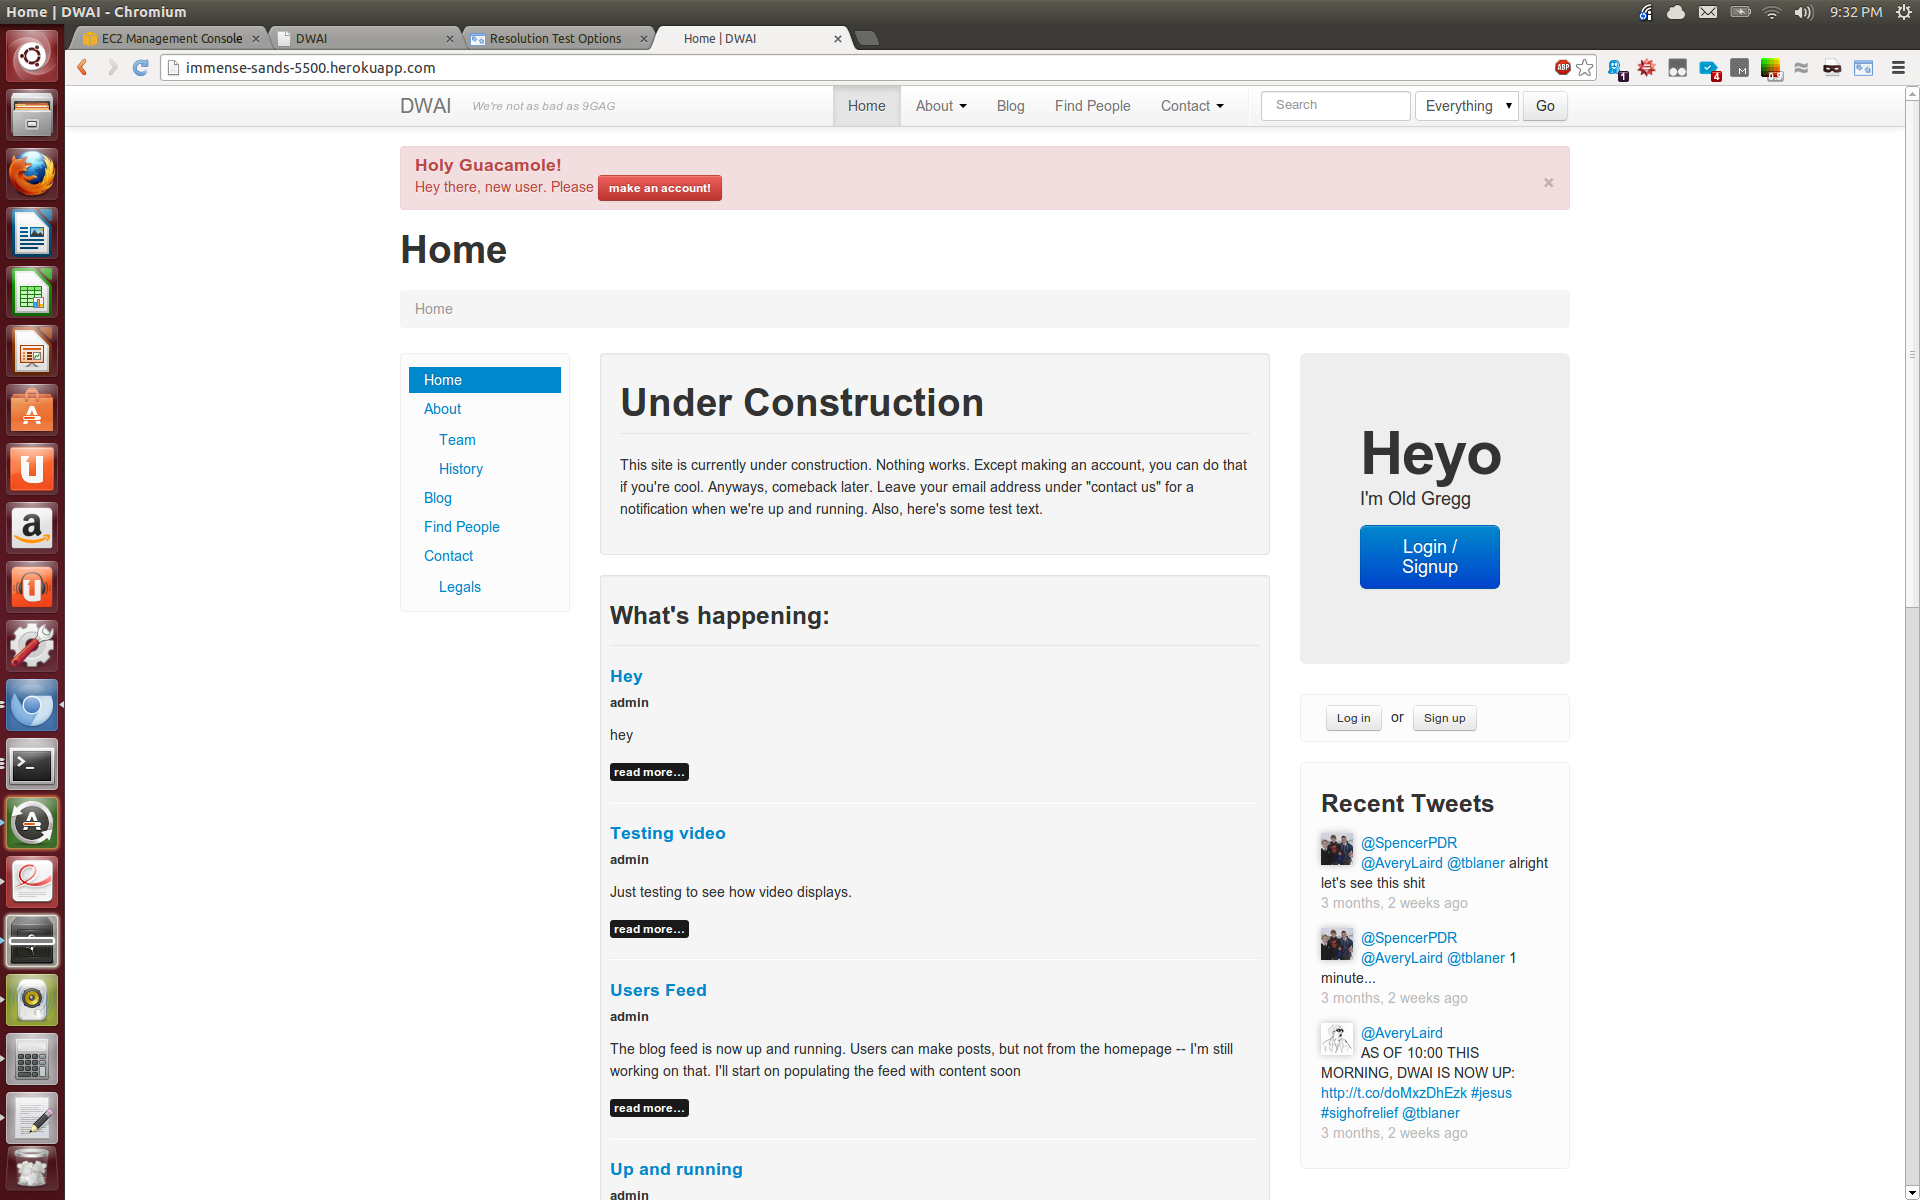 Home | DWAI - Chromium
9:32 PM
EC2 Management Console
DWAI
Resolution Test Options
Home | DWAI
immense-sands-5500.herokuapp.com
ABP
1
4
M
0.9
DWAI
We're not as bad as 9GAG
Home
About
Blog
Find People
Contact
Search
Everything
Go
Holy Guacamole!
Hey there, new user. Please make an account!
×
Home
Home
Home
About
Team
History
Blog
Find People
Contact
Legals
Under Construction
This site is currently under construction. Nothing works. Except making an account, you can do that
if you're cool. Anyways, comeback later. Leave your email address under "contact us" for a
notification when we're up and running. Also, here's some test text.
What's happening:
Hey
admin
hey
read more...
Testing video
admin
Just testing to see how video displays.
read more...
Users Feed
admin
The blog feed is now up and running. Users can make posts, but not from the homepage -- I'm still
working on that. I'll start on populating the feed with content soon
read more...
Up and running
admin
Heyo
I'm Old Gregg
Login /
Signup
Log in or Sign up
Recent Tweets
@SpencerPDR
@AveryLaird @tblaner alright
let's see this shit
3 months, 2 weeks ago
@SpencerPDR
@AveryLaird @tblaner 1
minute...
3 months, 2 weeks ago
@AveryLaird
AS OF 10:00 THIS
MORNING, DWAI IS NOW UP:
http://t.co/doMxzDhEzk #jesus
#sighofrelief @tblaner
3 months, 2 weeks ago